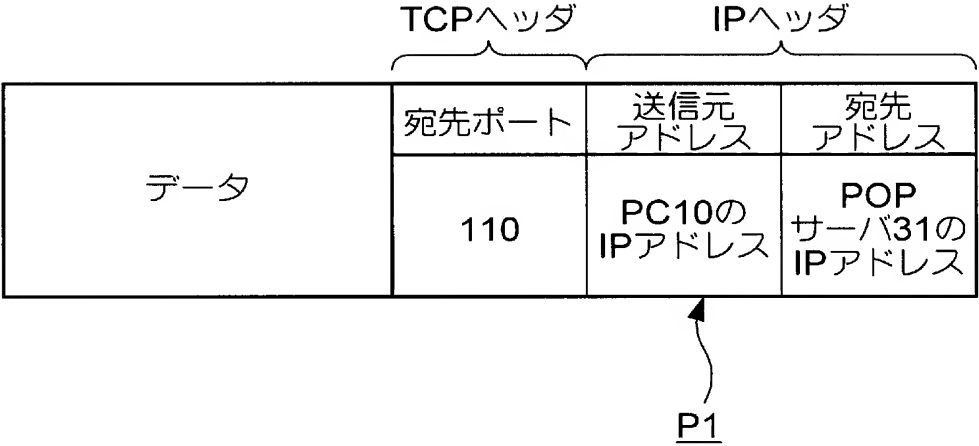 TCPヘッダ IPヘッダ
宛先ポート 送信元アドレス 宛先アドレス
データ
110
PC10の
IPアドレス
POP
サーバ31の
IPアドレス
P1